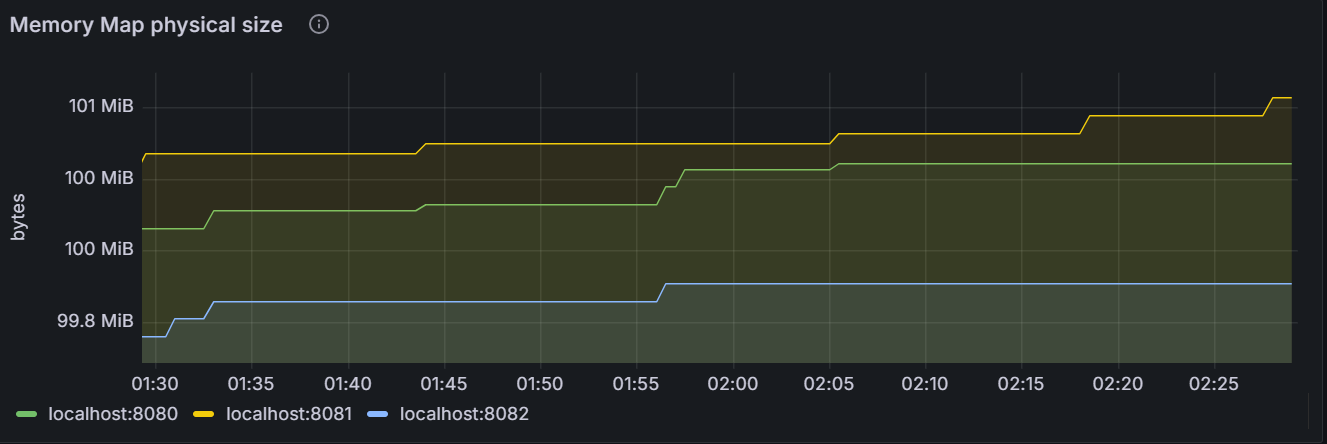 Memory Map physical size
bytes
101 MiB
100 MiB
100 MiB
99.8 MiB
01:30 01:35 01:40 01:45 01:50 01:55 02:00 02:05 02:10 02:15 02:20 02:25
localhost:8080 localhost:8081 localhost:8082